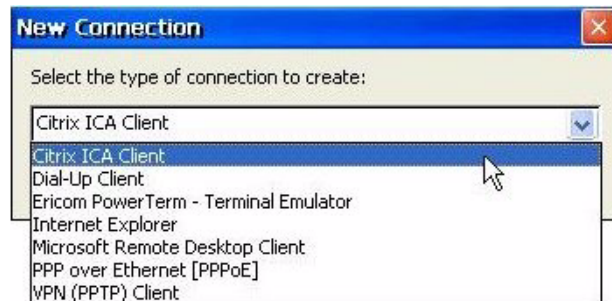 New Connection
Select the type of connection to create:
Citrix ICA Client
Citrix ICA Client
Dial-Up Client
Ericom PowerTerm - Terminal Emulator
Internet Explorer
Microsoft Remote Desktop Client
PPP over Ethernet [PPPoE]
VPN (PPTP) Client